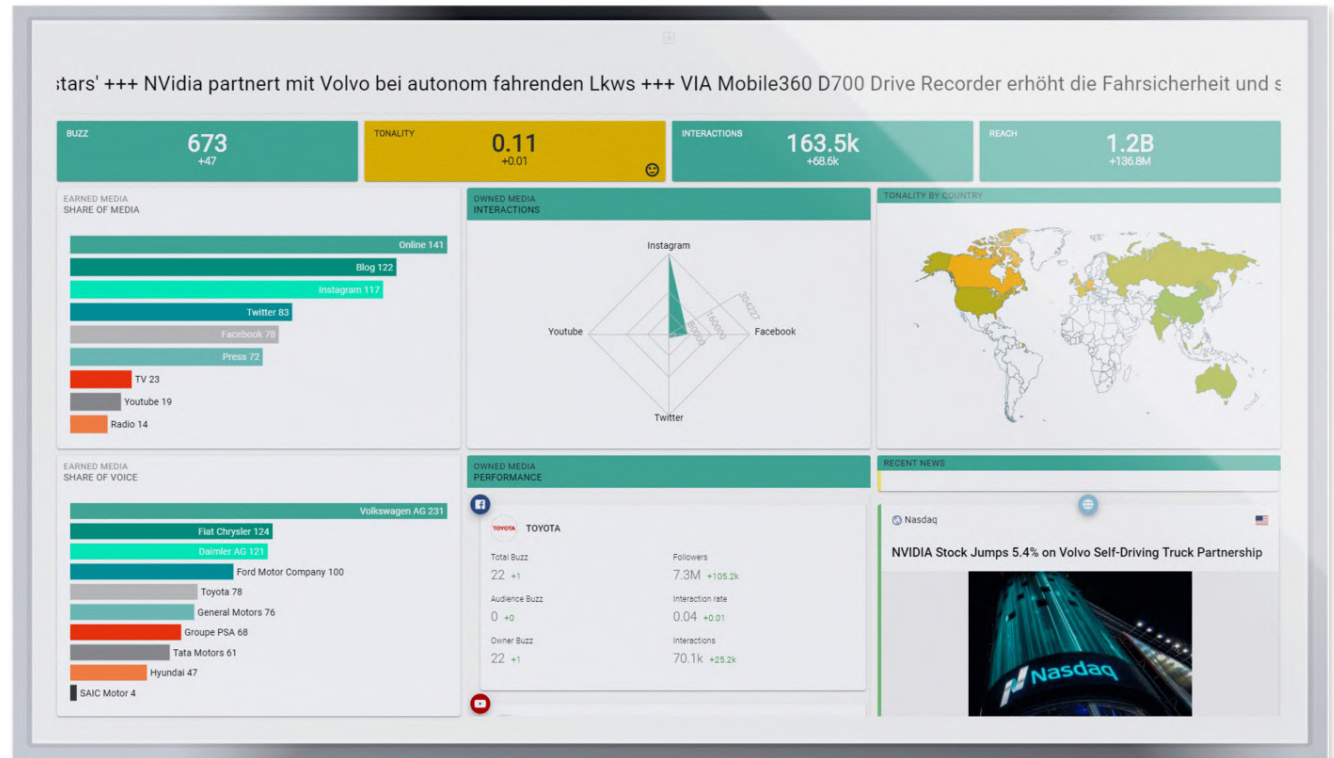 stars' +++ NVidia partnert mit Volvo bei autonom fahrenden Lkws +++ VIA Mobile360 D700 Drive Recorder erhöht die Fahrsicherheit und s
BUZZ
673
+47
TONALITY
0.11
+0.01
INTERACTIONS
163.5k
+68.6k
REACH
1.2B
+136.8M
EARNED MEDIA
SHARE OF MEDIA
Online 141
Blog 122
Instagram 117
Twitter 83
Facebook 78
Press 72
TV 23
Youtube 19
Radio 14
OWNED MEDIA
INTERACTIONS
Instagram
Youtube
Facebook
Twitter
80000
160000
304227
TONALITY BY COUNTRY
EARNED MEDIA
SHARE OF VOICE
Volkswagen AG 231
Fiat Chrysler 124
Daimler AG 121
Ford Motor Company 100
Toyota 78
General Motors 76
Groupe PSA 68
Tata Motors 61
Hyundai 47
SAIC Motor 4
OWNED MEDIA
PERFORMANCE
TOYOTA TOYOTA
Total Buzz
22 +1
Followers
7.3M +105.2k
Audience Buzz
0 +0
Interaction rate
0.04 +0.01
Owner Buzz
22 +1
Interactions
70.1k +25.2k
RECENT NEWS
Nasdaq
NVIDIA Stock Jumps 5.4% on Volvo Self-Driving Truck Partnership
Nasdaq